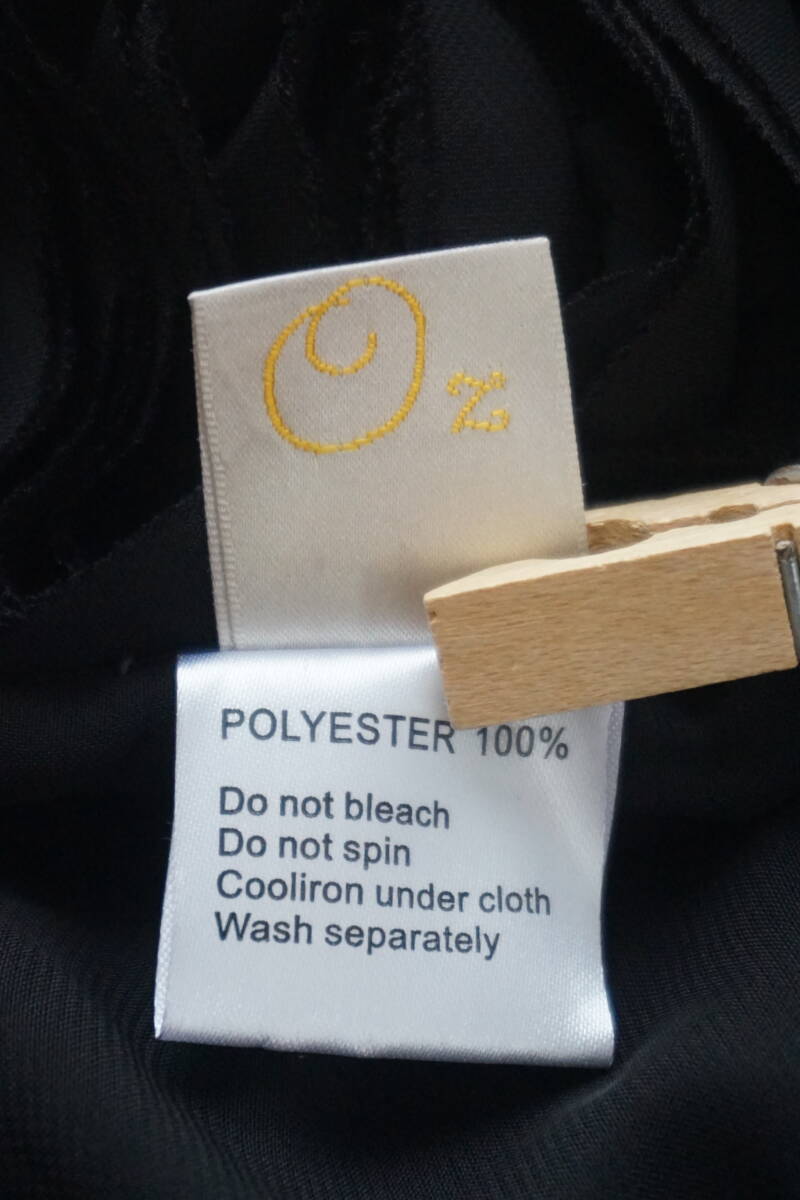 Oz
POLYESTER 100%
Do not bleach
Do not spin
Cooliron under cloth
Wash separately